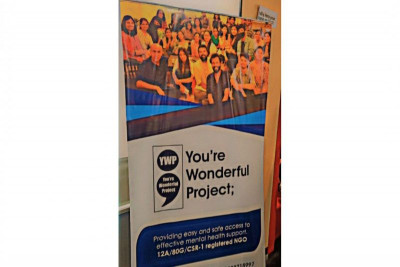 YWP
You're
Wonderful
Project
You're
Wonderful
Project;
Providing easy and safe access to
effective mental health support.
12A/80G/CSR-1 registered NGO